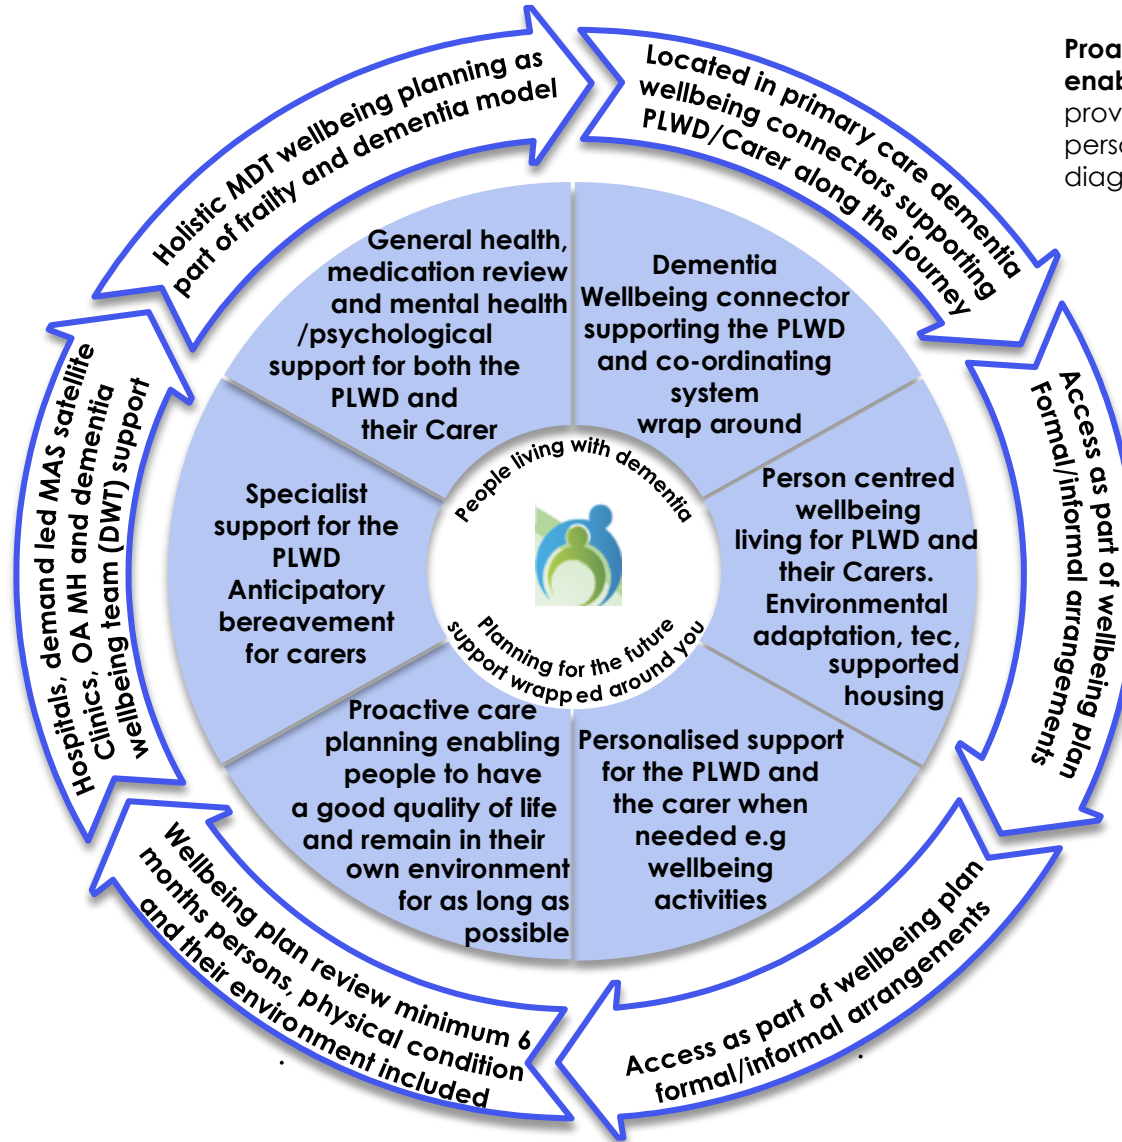 Located in primary care dementia
wellbeing connectors supporting
PLWD/Carer along the journey
Access as part of wellbeing plan
Formal/informal arrangements
Access as part of wellbeing plan
formal/informal arrangements
.
Wellbeing plan review minimum 6
months persons, physical condition
and their environment included
.
Hospitals, demand led MAS satellite
Clinics, OA MH and dementia
wellbeing team (DWT) support
Holistic MDT wellbeing planning as
part of frailty and dementia model
Dementia
Wellbeing connector
supporting the PLWD
and co-ordinating
system
wrap around
Person centred
wellbeing
living for PLWD and
their Carers.
Environmental
adaptation, tec,
supported
housing
Personalised support
for the PLWD and
the carer when
needed e.g
wellbeing
activities
Proactive care
planning enabling
people to have
a good quality of life
and remain in their
own environment
for as long as
possible
Specialist
support for the
PLWD
Anticipatory
bereavement
for carers
General health,
medication review
and mental health
/psychological
support for both the
PLWD and
their Carer
People living with dementia
Planning for the future
support wrapped around you
Proa
enab
prov
perso
diag